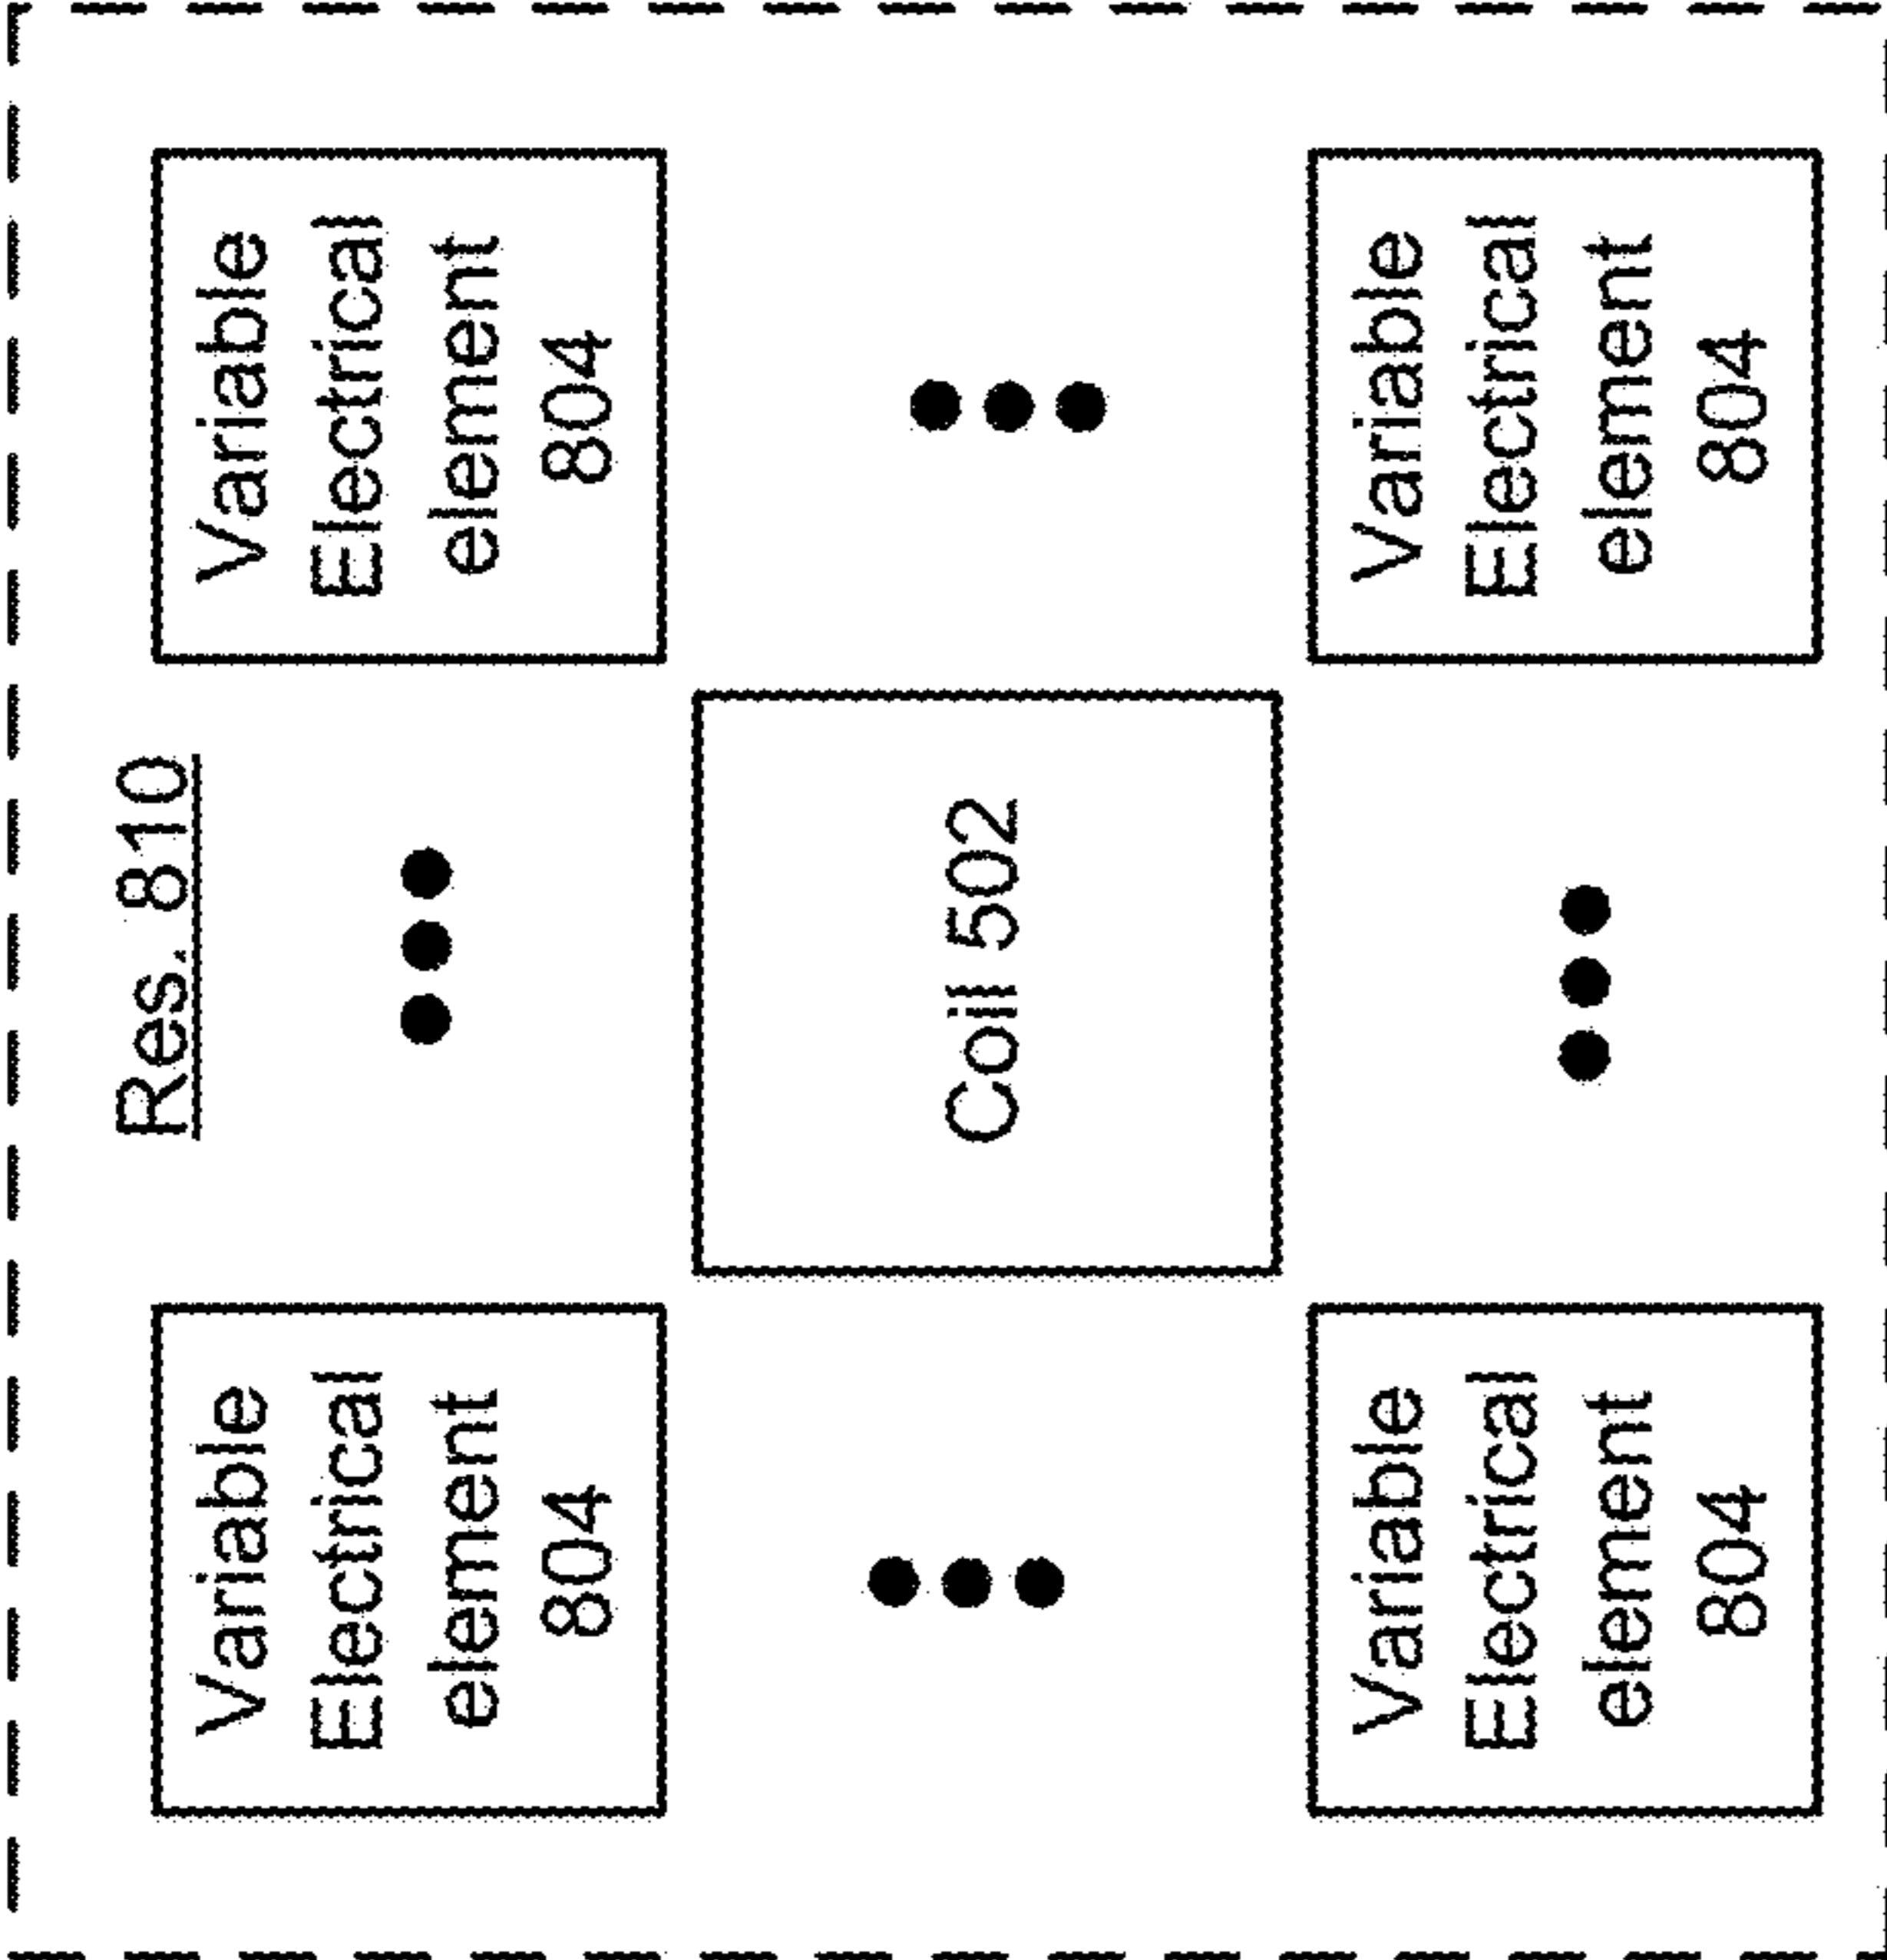 Res. 810
Variable
Electrical
element
804
Variable
Electrical
element
804
Coil 502
Variable
Electrical
element
804
Variable
Electrical
element
804